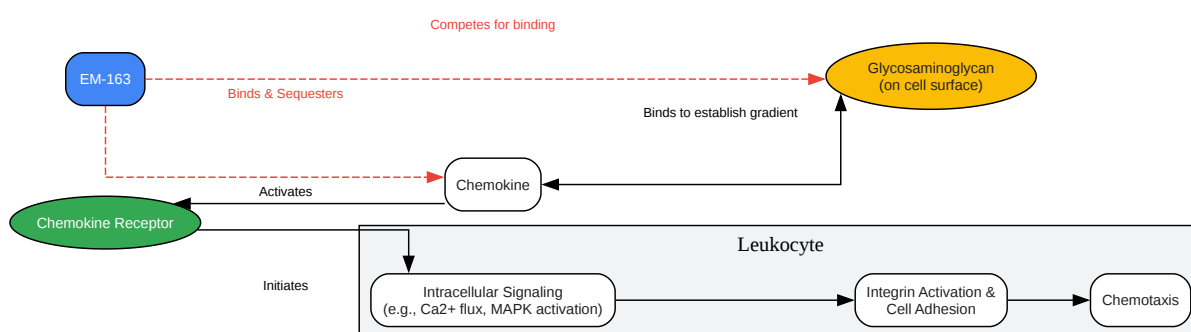 Competes for binding
EM-163
Glycosaminoglycan
(on cell surface)
Binds & Sequesters
Binds to establish gradient
Chemokine
Activates
Chemokine Receptor
Leukocyte
Initiates
Intracellular Signaling
(e.g., Ca2+ flux, MAPK activation)
Integrin Activation &
Cell Adhesion
Chemotaxis